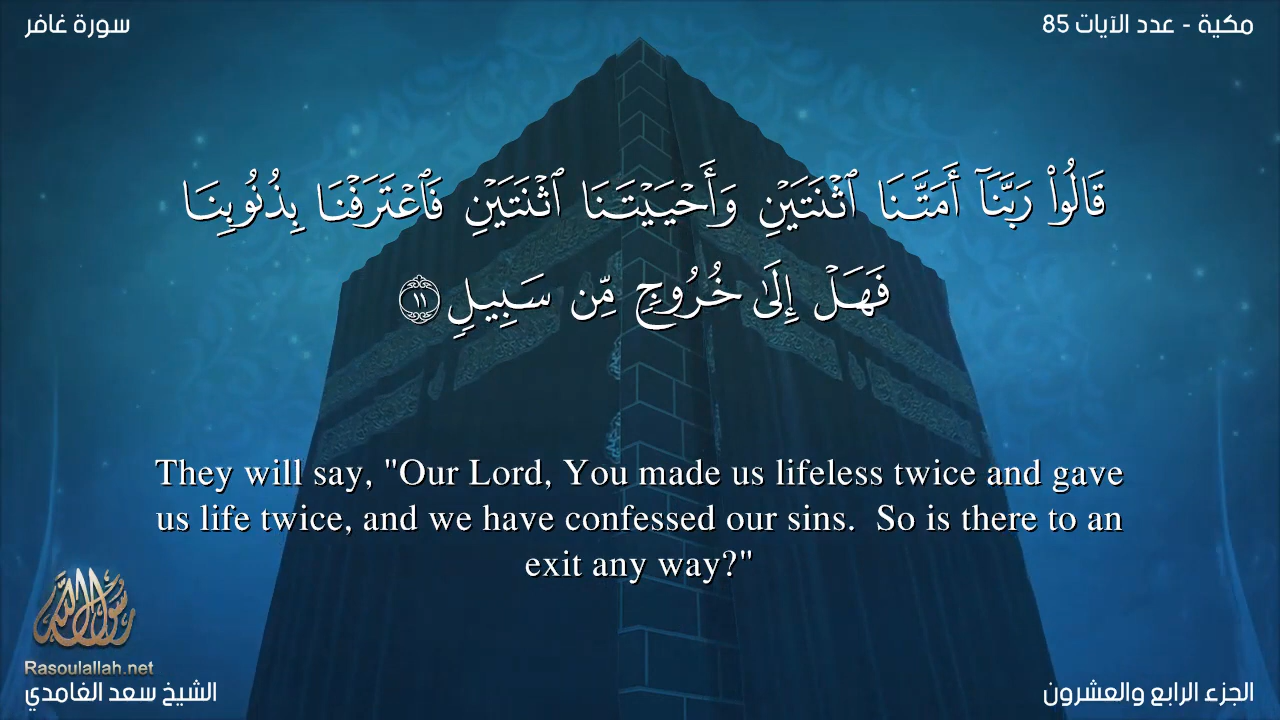 سورة غافر
مكية - عدد الآيات 85
قَالُوا۟ رَبَّنَآ أَمَتَّنَا ٱثْنَتَيْنِ وَأَحْيَيْتَنَا ٱثْنَتَيْنِ فَٱعْتَرَفْنَا بِذُنُوبِنَا
فَهَلْ إِلَىٰ خُرُوجٍ مِّن سَبِيلٍ ١١
They will say, "Our Lord, You made us lifeless twice and gave
us life twice, and we have confessed our sins.  So is there to an
exit any way?"
رسول الله
Rasoulallah.net
الشيخ سعد الغامدي
الجزء الرابع والعشرون